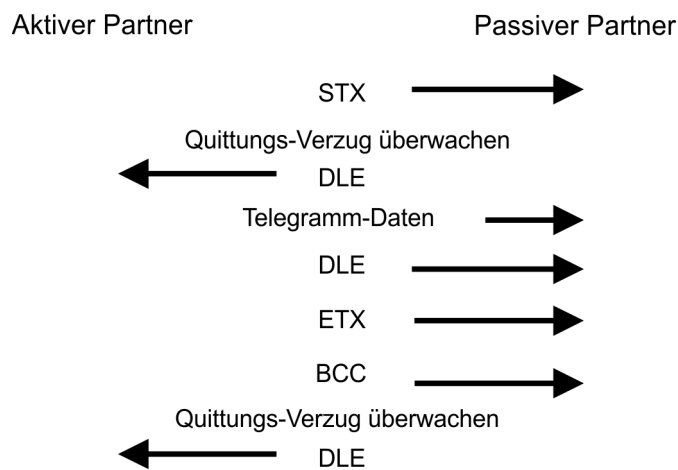 Aktiver Partner
Passiver Partner
STX
Quittungs-Verzug überwachen
DLE
Telegramm-Daten
DLE
ETX
BCC
Quittungs-Verzug überwachen
DLE